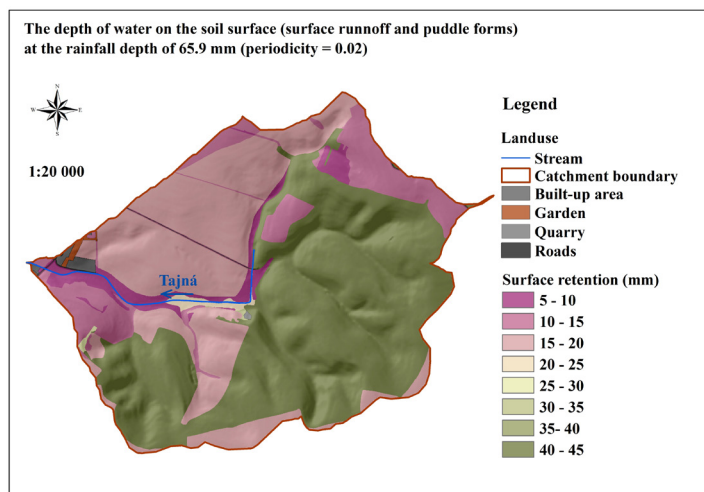 The depth of water on the soil surface (surface runnoff and puddle forms)
at the rainfall depth of 65.9 mm (periodicity = 0.02)
N
W
E
S
1:20 000
Tajná
Legend
Landuse
Stream
Catchment boundary
Built-up area
Garden
Quarry
Roads
Surface retention (mm)
5 - 10
10 - 15
15 - 20
20 - 25
25 - 30
30 - 35
35- 40
40 - 45